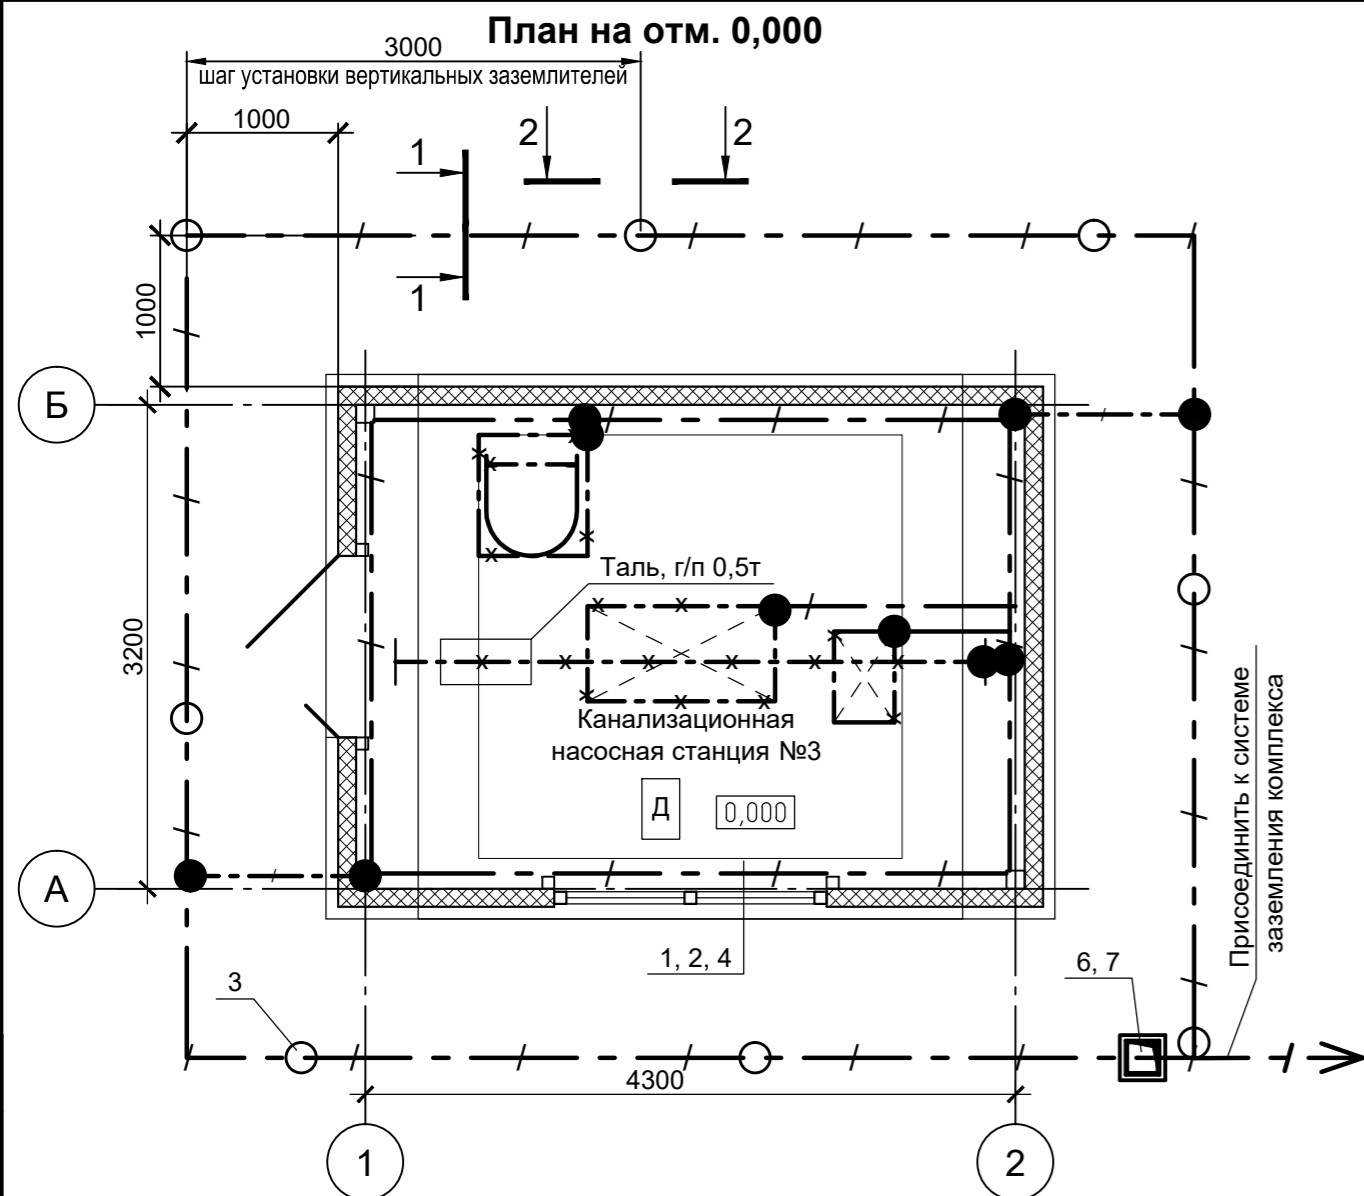 План на отм. 0,000
3000
шаг установки вертикальных заземлителей
1000
2
2
1
1
1000
Б
Таль, г/п 0,5т
3200
Канализационная
насосная станция №3
Д
0,000
А
Присоединить к системе
заземления комплекса
1, 2, 4
6, 7
3
4300
1
2